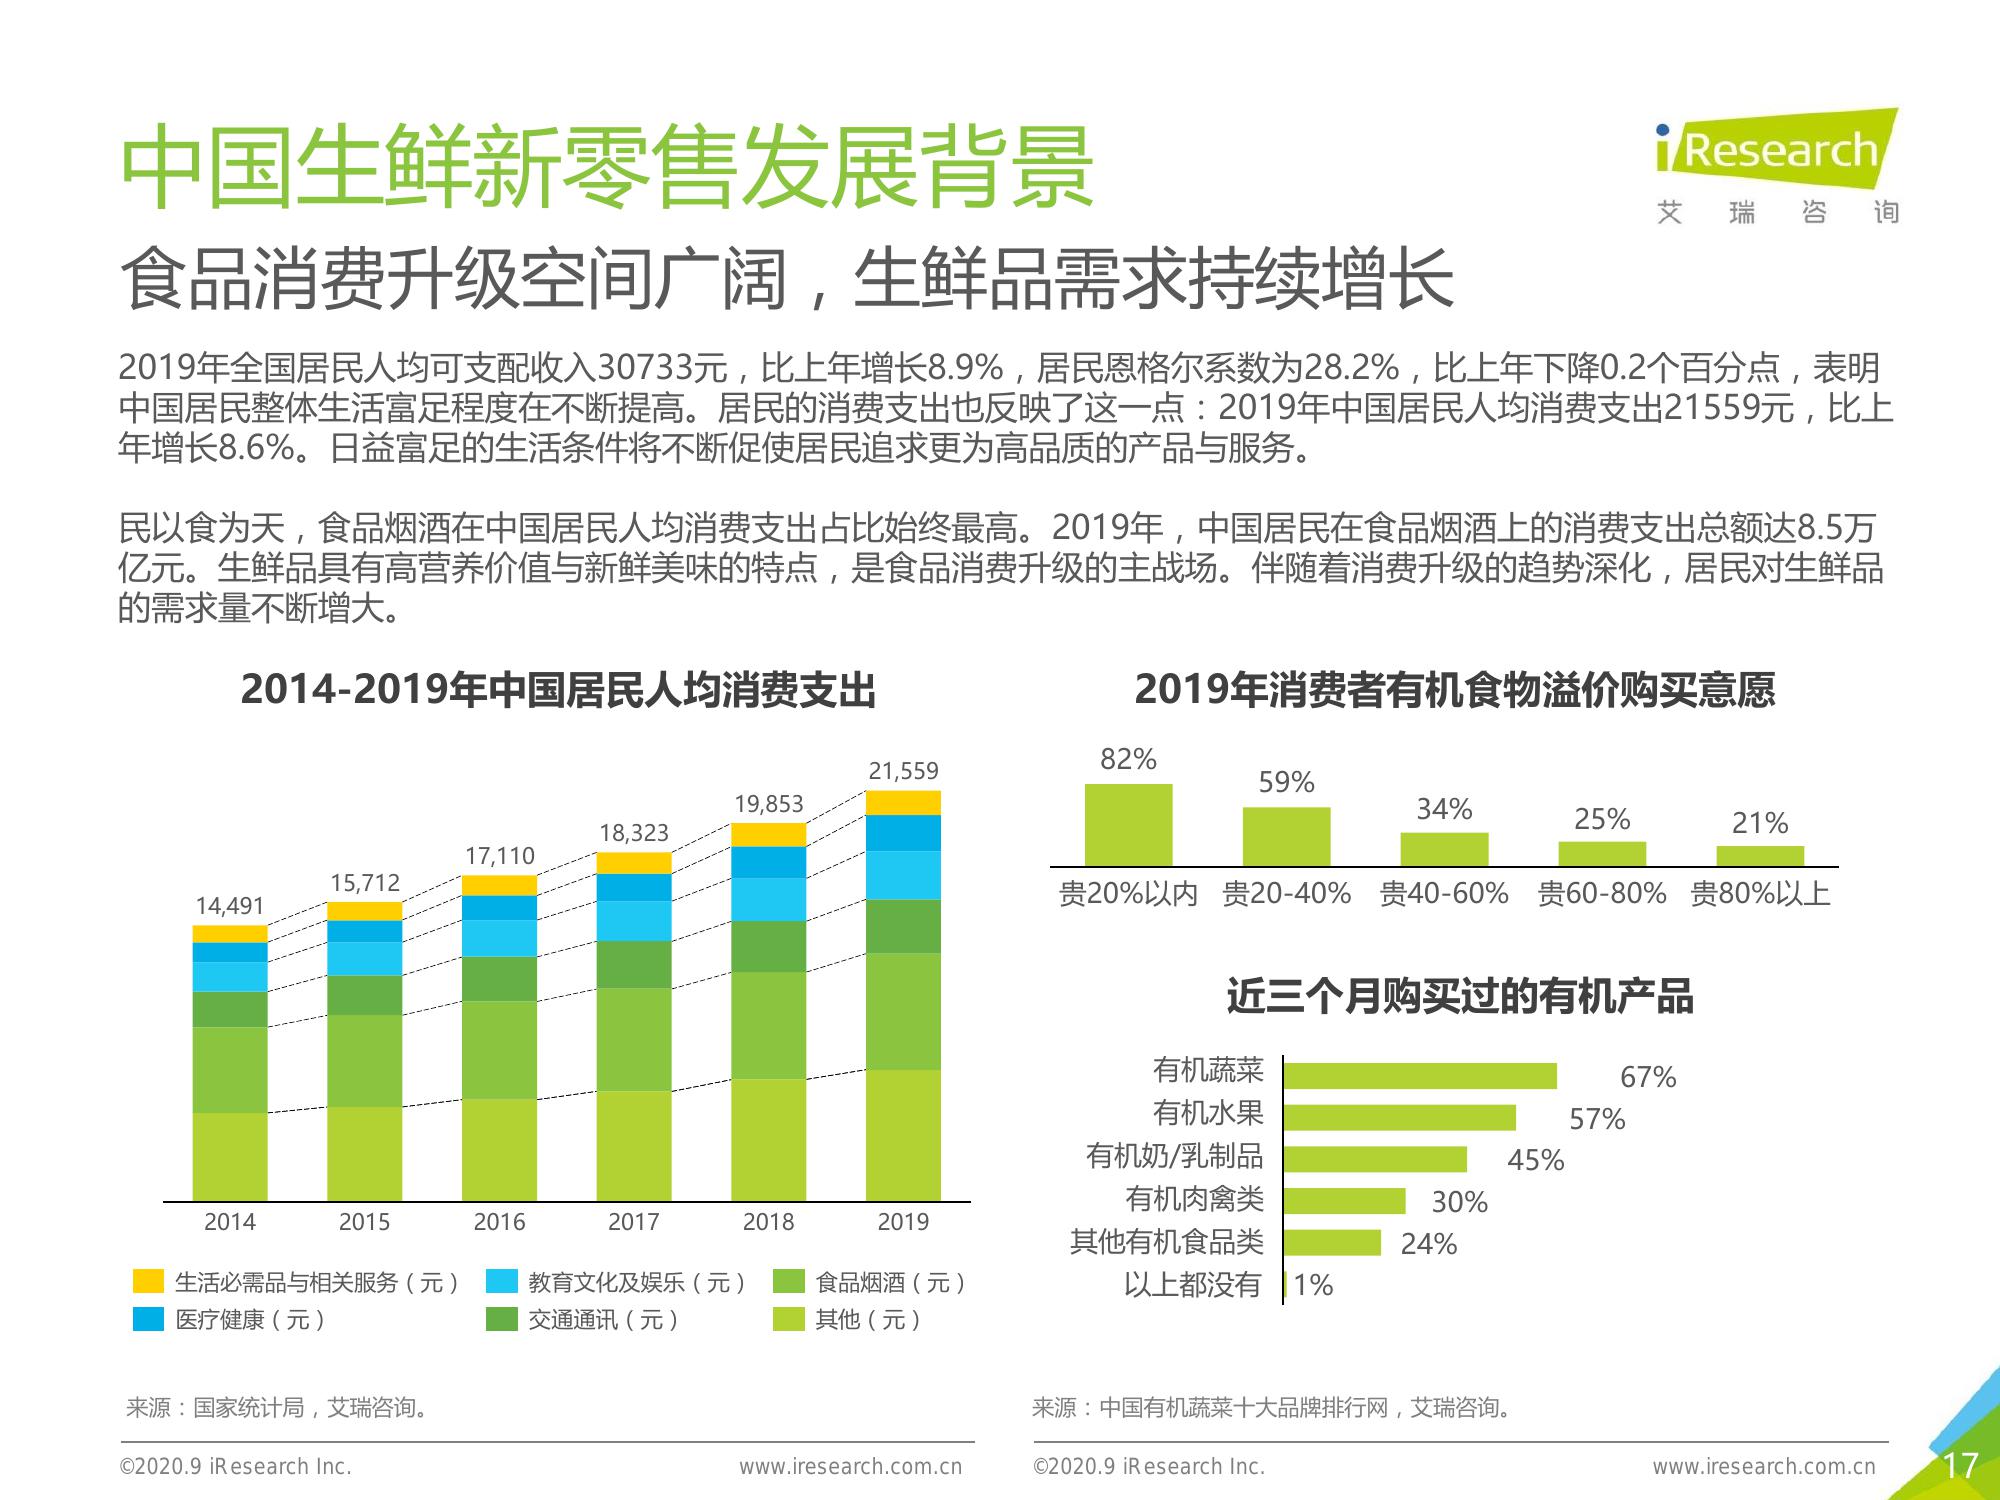 中国生鲜新零售发展背景
iResearch
艾瑞咨询
食品消费升级空间广阔，生鲜品需求持续增长
2019年全国居民人均可支配收入30733元，比上年增长8.9%，居民恩格尔系数为28.2%，比上年下降0.2个百分点，表明
中国居民整体生活富足程度在不断提高。居民的消费支出也反映了这一点：2019年中国居民人均消费支出21559元，比上
年增长8.6%。日益富足的生活条件将不断促使居民追求更为高品质的产品与服务。
民以食为天，食品烟酒在中国居民人均消费支出占比始终最高。2019年，中国居民在食品烟酒上的消费支出总额达8.5万
亿元。生鲜品具有高营养价值与新鲜美味的特点，是食品消费升级的主战场。伴随着消费升级的趋势深化，居民对生鲜品
的需求量不断增大。
2014-2019年中国居民人均消费支出
14,491
15,712
17,110
18,323
19,853
21,559
2014 2015 2016 2017 2018 2019
生活必需品与相关服务（元） 教育文化及娱乐（元） 食品烟酒（元）
医疗健康（元） 交通通讯（元） 其他（元）
来源：国家统计局，艾瑞咨询。
2019年消费者有机食物溢价购买意愿
82% 59% 34% 25% 21%
贵20%以内 贵20-40% 贵40-60% 贵60-80% 贵80%以上
近三个月购买过的有机产品
有机蔬菜 67%
有机水果 57%
有机奶/乳制品 45%
有机肉禽类 30%
其他有机食品类 24%
以上都没有 1%
来源：中国有机蔬菜十大品牌排行网，艾瑞咨询。
©2020.9 iResearch Inc. www.iresearch.com.cn
©2020.9 iResearch Inc. www.iresearch.com.cn
17